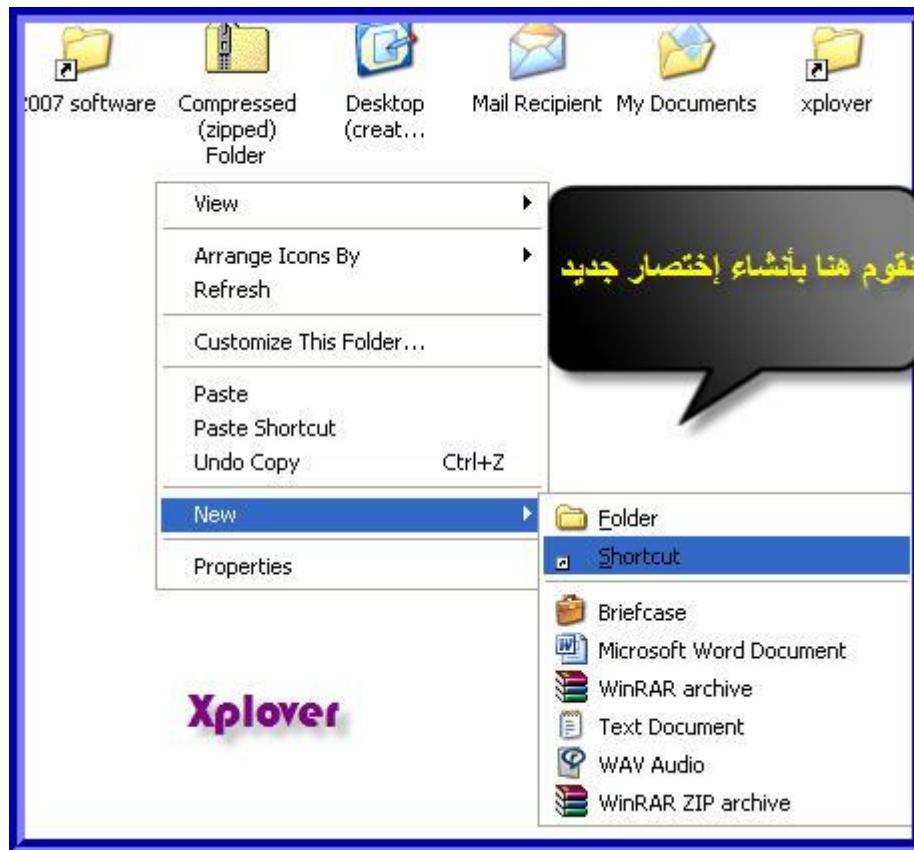 2007 software
Compressed (zipped) Folder
Desktop (creat...
Mail Recipient
My Documents
xplover
View
Arrange Icons By
Refresh
Customize This Folder...
Paste
Paste Shortcut
Undo Copy Ctrl+Z
New
Properties
نقوم هنا بأنشاء إختصار جديد
Folder
Shortcut
Briefcase
Microsoft Word Document
WinRAR archive
Text Document
WAV Audio
WinRAR ZIP archive
Xplover